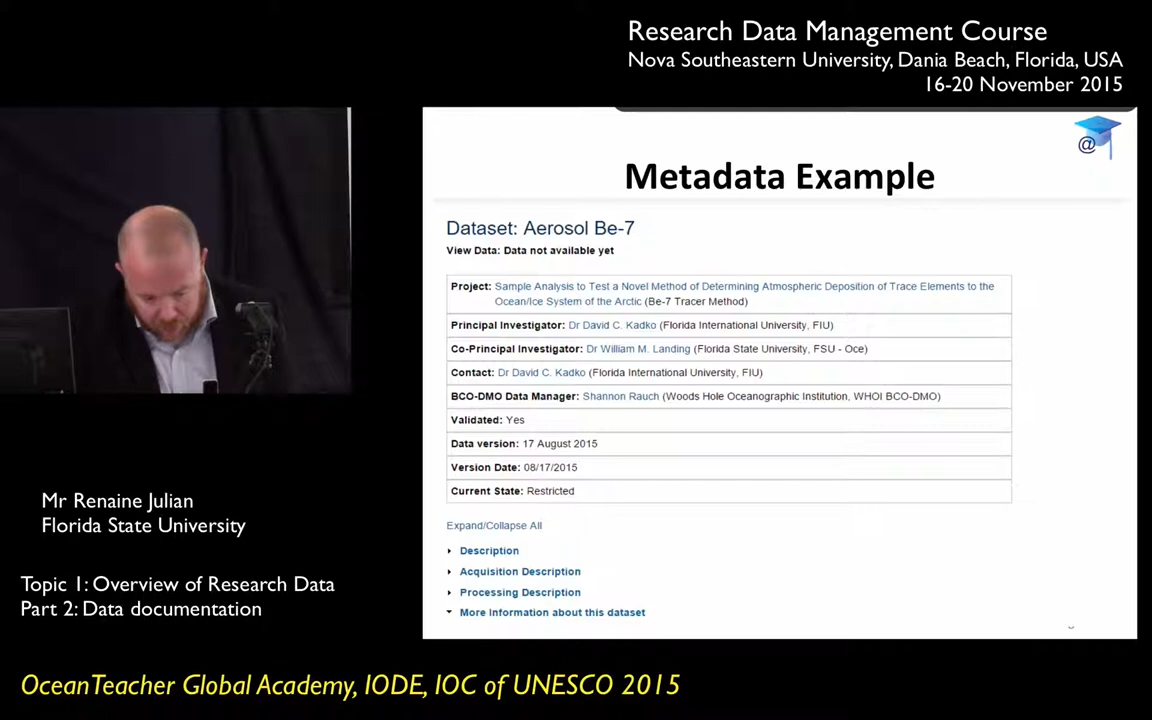 Research Data Management Course
Nova Southeastern University, Dania Beach, Florida, USA
16-20 November 2015
@
Metadata Example
Dataset: Aerosol Be-7
View Data: Data not available yet
Project: Sample Analysis to Test a Novel Method of Determining Atmospheric Deposition of Trace Elements to the
Ocean/Ice System of the Arctic (Be-7 Tracer Method)
Principal Investigator: Dr David C. Kadko (Florida International University, FIU)
Co-Principal Investigator: Dr William M. Landing (Florida State University, FSU - Oce)
Contact: Dr David C. Kadko (Florida International University, FIU)
BCO-DMO Data Manager: Shannon Rauch (Woods Hole Oceanographic Institution, WHOI BCO-DMO)
Validated: Yes
Data version: 17 August 2015
Version Date: 08/17/2015
Current State: Restricted
Expand/Collapse All
Description
Acquisition Description
Processing Description
More Information about this dataset
Mr Renaine Julian
Florida State University
Topic 1: Overview of Research Data
Part 2: Data documentation
OceanTeacher Global Academy, IODE, IOC of UNESCO 2015